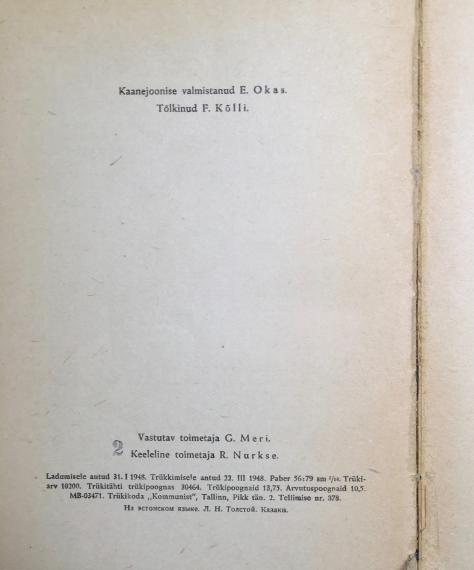 Kaanejoonise valmistanud E. Okas.
Tõlkinud F. Kõlli.
Vastutav toimetaja G. Meri.
2
Keeleline toimetaja R. Nurkse.
Ladumisele antud 31. I 1948. Trükkimisele antud 22. III 1948. Paber 56:79 sm ¹/₁₆. Trüki-
arv 10200. Trükitähti trükipoognas 30464. Trükipoognaid 13,75. Arvutuspoognaid 10,5.
MB-03471. Trükikoda „Kommunist", Tallinn, Pikk tän. 2. Tellimise nr. 378.
На эстонском языке. Л. Н. Толстой. Казаки.